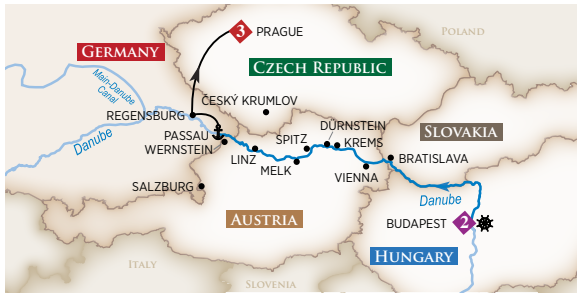 POLAND
3 PRAGUE
GERMANY
CZECH REPUBLIC
Main-Danube
Canal
ČESKÝ KRUMLOV
REGENSBURG
Danube
PASSAU
WERNSTEIN
DÜRNSTEIN
SPITZ
KREMS
SLOVAKIA
LINZ
MELK
VIENNA
BRATISLAVA
SALZBURG
AUSTRIA
Danube
BUDAPEST 2
HUNGARY
ITALY
SLOVENIA